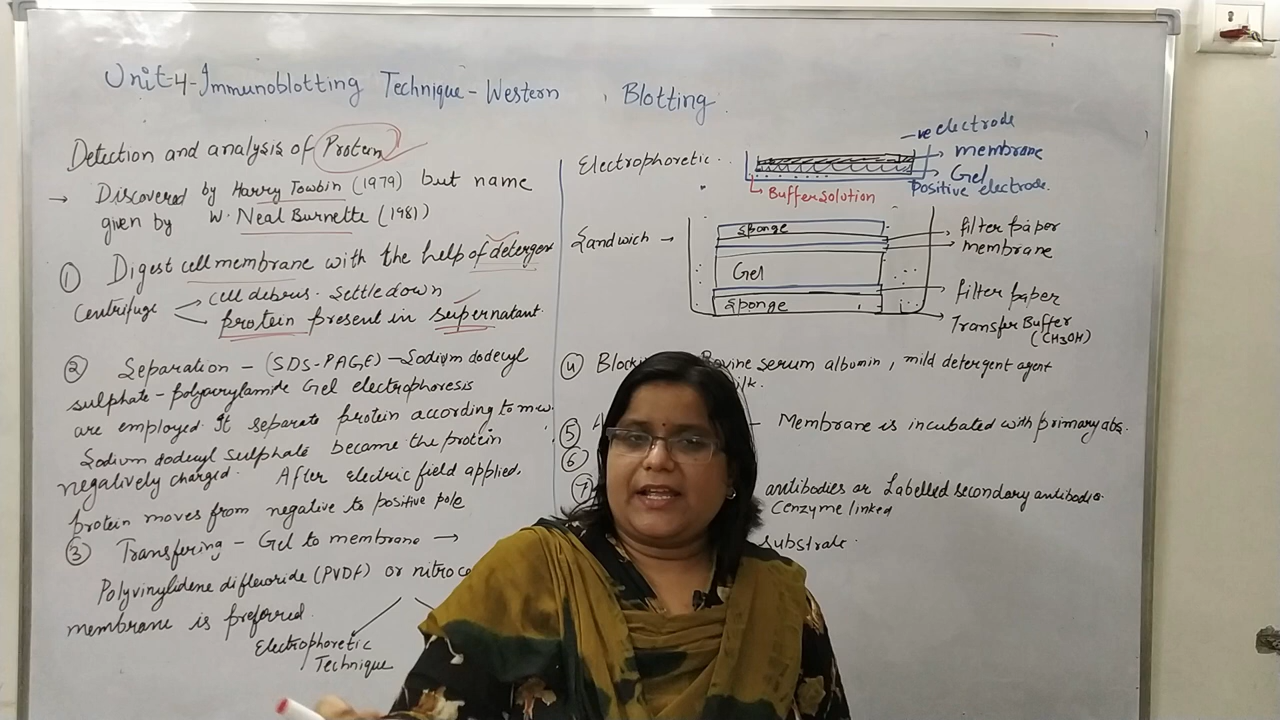 Unit-4-Immunoblotting Technique - Western Blotting
Detection and analysis of Protein
→ Discovered by Harry Towbin (1979) but name
given by W. Neal Burnette (1981)
① Digest cell membrane with the help of detergen
Centrifuge → cell debris. Settle down
→ protein present in supernatant.
② Separation - (SDS-PAGE) - Sodium dodecyl
sulphate - polyacrylamide Gel electrophoresis
are employed. It separate protein according to m.w.
Sodium dodecyl sulphate became the protein
negatively charged. After electric field applied.
protein moves from negative to positive pole
③ Transfering - Gel to membrane →
Polyvinylidene difluoride (PVDF) or nitroce
membrane is preferred.
Electrophoretic
Technique
Electrophoretic..
-ve electrode
membrane
Gel
Positive electrode.
Buffer solution
Sandwich →
Sponge
Gel
Sponge
filter paper
membrane
filter paper
Transfer Buffer
(CH3OH)
④ Blocki Bovine serum albumin, mild detergent agent
ilk.
⑤ - Membrane is incubated with primary abs.
⑥
⑦ antibodies or Labelled secondary antibodies
Cenzyme linked
substrate.